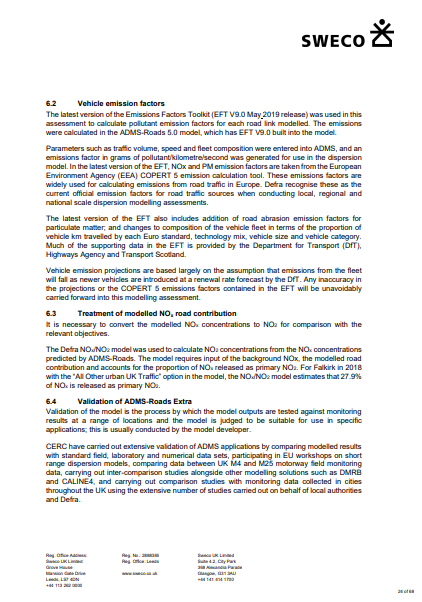 SWECO
6.2 Vehicle emission factors
The latest version of the Emissions Factors Toolkit (EFT V9.0 May 2019 release) was used in this
assessment to calculate pollutant emission factors for each road link modelled. The emissions
were calculated in the ADMS-Roads 5.0 model, which has EFT V9.0 built into the model.
Parameters such as traffic volume, speed and fleet composition were entered into ADMS, and an
emissions factor in grams of pollutant/kilometre/second was generated for use in the dispersion
model. In the latest version of the EFT, NOx and PM emission factors are taken from the European
Environment Agency (EEA) COPERT 5 emission calculation tool. These emissions factors are
widely used for calculating emissions from road traffic in Europe. Defra recognise these as the
current official emission factors for road traffic sources when conducting local, regional and
national scale dispersion modelling assessments.
The latest version of the EFT also includes addition of road abrasion emission factors for
particulate matter; and changes to composition of the vehicle fleet in terms of the proportion of
vehicle km travelled by each Euro standard, technology mix, vehicle size and vehicle category.
Much of the supporting data in the EFT is provided by the Department for Transport (DfT),
Highways Agency and Transport Scotland.
Vehicle emission projections are based largely on the assumption that emissions from the fleet
will fall as newer vehicles are introduced at a renewal rate forecast by the DfT. Any inaccuracy in
the projections or the COPERT 5 emissions factors contained in the EFT will be unavoidably
carried forward into this modelling assessment.
6.3 Treatment of modelled NOx road contribution
It is necessary to convert the modelled NOx concentrations to NO2 for comparison with the
relevant objectives.
The Defra NOx/NO2 model was used to calculate NO2 concentrations from the NOx concentrations
predicted by ADMS-Roads. The model requires input of the background NOx, the modelled road
contribution and accounts for the proportion of NOx released as primary NO2. For Falkirk in 2018
with the "All Other urban UK Traffic" option in the model, the NOx/NO2 model estimates that 27.9%
of NOx is released as primary NO2.
6.4 Validation of ADMS-Roads Extra
Validation of the model is the process by which the model outputs are tested against monitoring
results at a range of locations and the model is judged to be suitable for use in specific
applications; this is usually conducted by the model developer.
CERC have carried out extensive validation of ADMS applications by comparing modelled results
with standard field, laboratory and numerical data sets, participating in EU workshops on short
range dispersion models, comparing data between UK M4 and M25 motorway field monitoring
data, carrying out inter-comparison studies alongside other modelling solutions such as DMRB
and CALINE4, and carrying out comparison studies with monitoring data collected in cities
throughout the UK using the extensive number of studies carried out on behalf of local authorities
and Defra.
Reg. Office Address: Reg. No : 2888385 Sweco UK Limited
Sweco UK Limited Reg. Office: Leeds Suite 4.2, City Park
Grove House 368 Alexandra Parade
Mansion Gate Drive www.sweco.co.uk Glasgow, G31 3AU
Leeds, LS7 4DN +44 141 414 1700
+44 113 262 0000
26 of 68